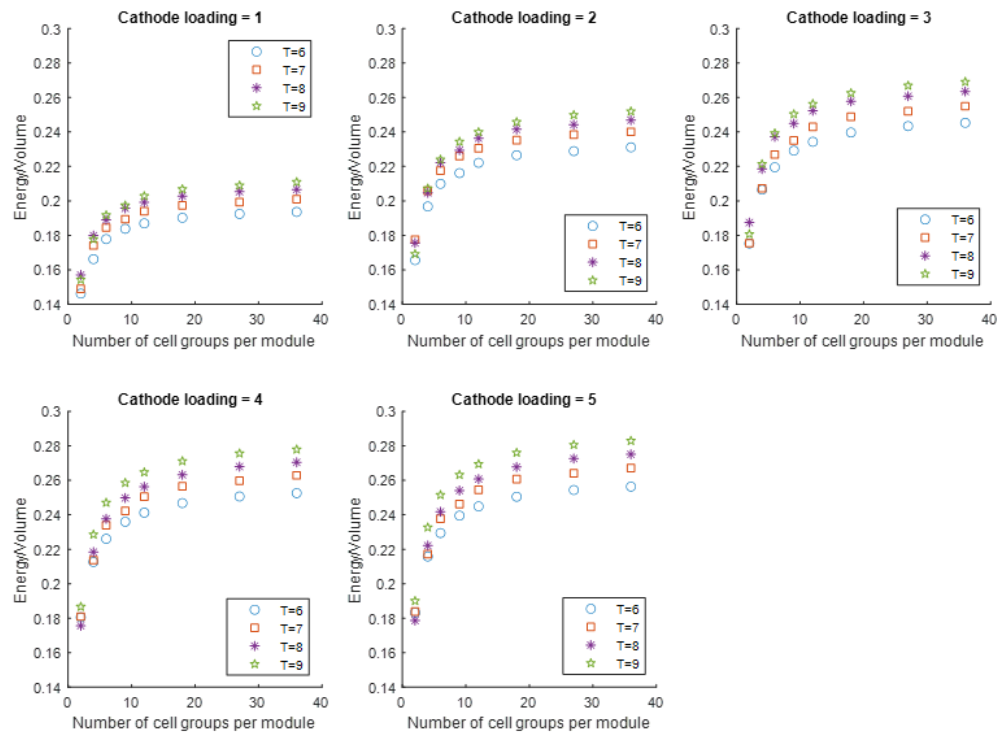 Cathode loading = 1
0.3
0.28
0.26
0.24
0.22
0.2
0.18
0.16
0.14
Energy/Volume
T=6
T=7
T=8
T=9
0
10
20
30
40
Number of cell groups per module
Cathode loading = 2
0.3
0.28
0.26
0.24
0.22
0.2
0.18
0.16
0.14
Energy/Volume
T=6
T=7
T=8
T=9
0
10
20
30
40
Number of cell groups per module
Cathode loading = 3
0.3
0.28
0.26
0.24
0.22
0.2
0.18
0.16
0.14
Energy/Volume
T=6
T=7
T=8
T=9
0
10
20
30
40
Number of cell groups per module
Cathode loading = 4
0.3
0.28
0.26
0.24
0.22
0.2
0.18
0.16
0.14
Energy/Volume
T=6
T=7
T=8
T=9
0
10
20
30
40
Number of cell groups per module
Cathode loading = 5
0.3
0.28
0.26
0.24
0.22
0.2
0.18
0.16
0.14
Energy/Volume
T=6
T=7
T=8
T=9
0
10
20
30
40
Number of cell groups per module